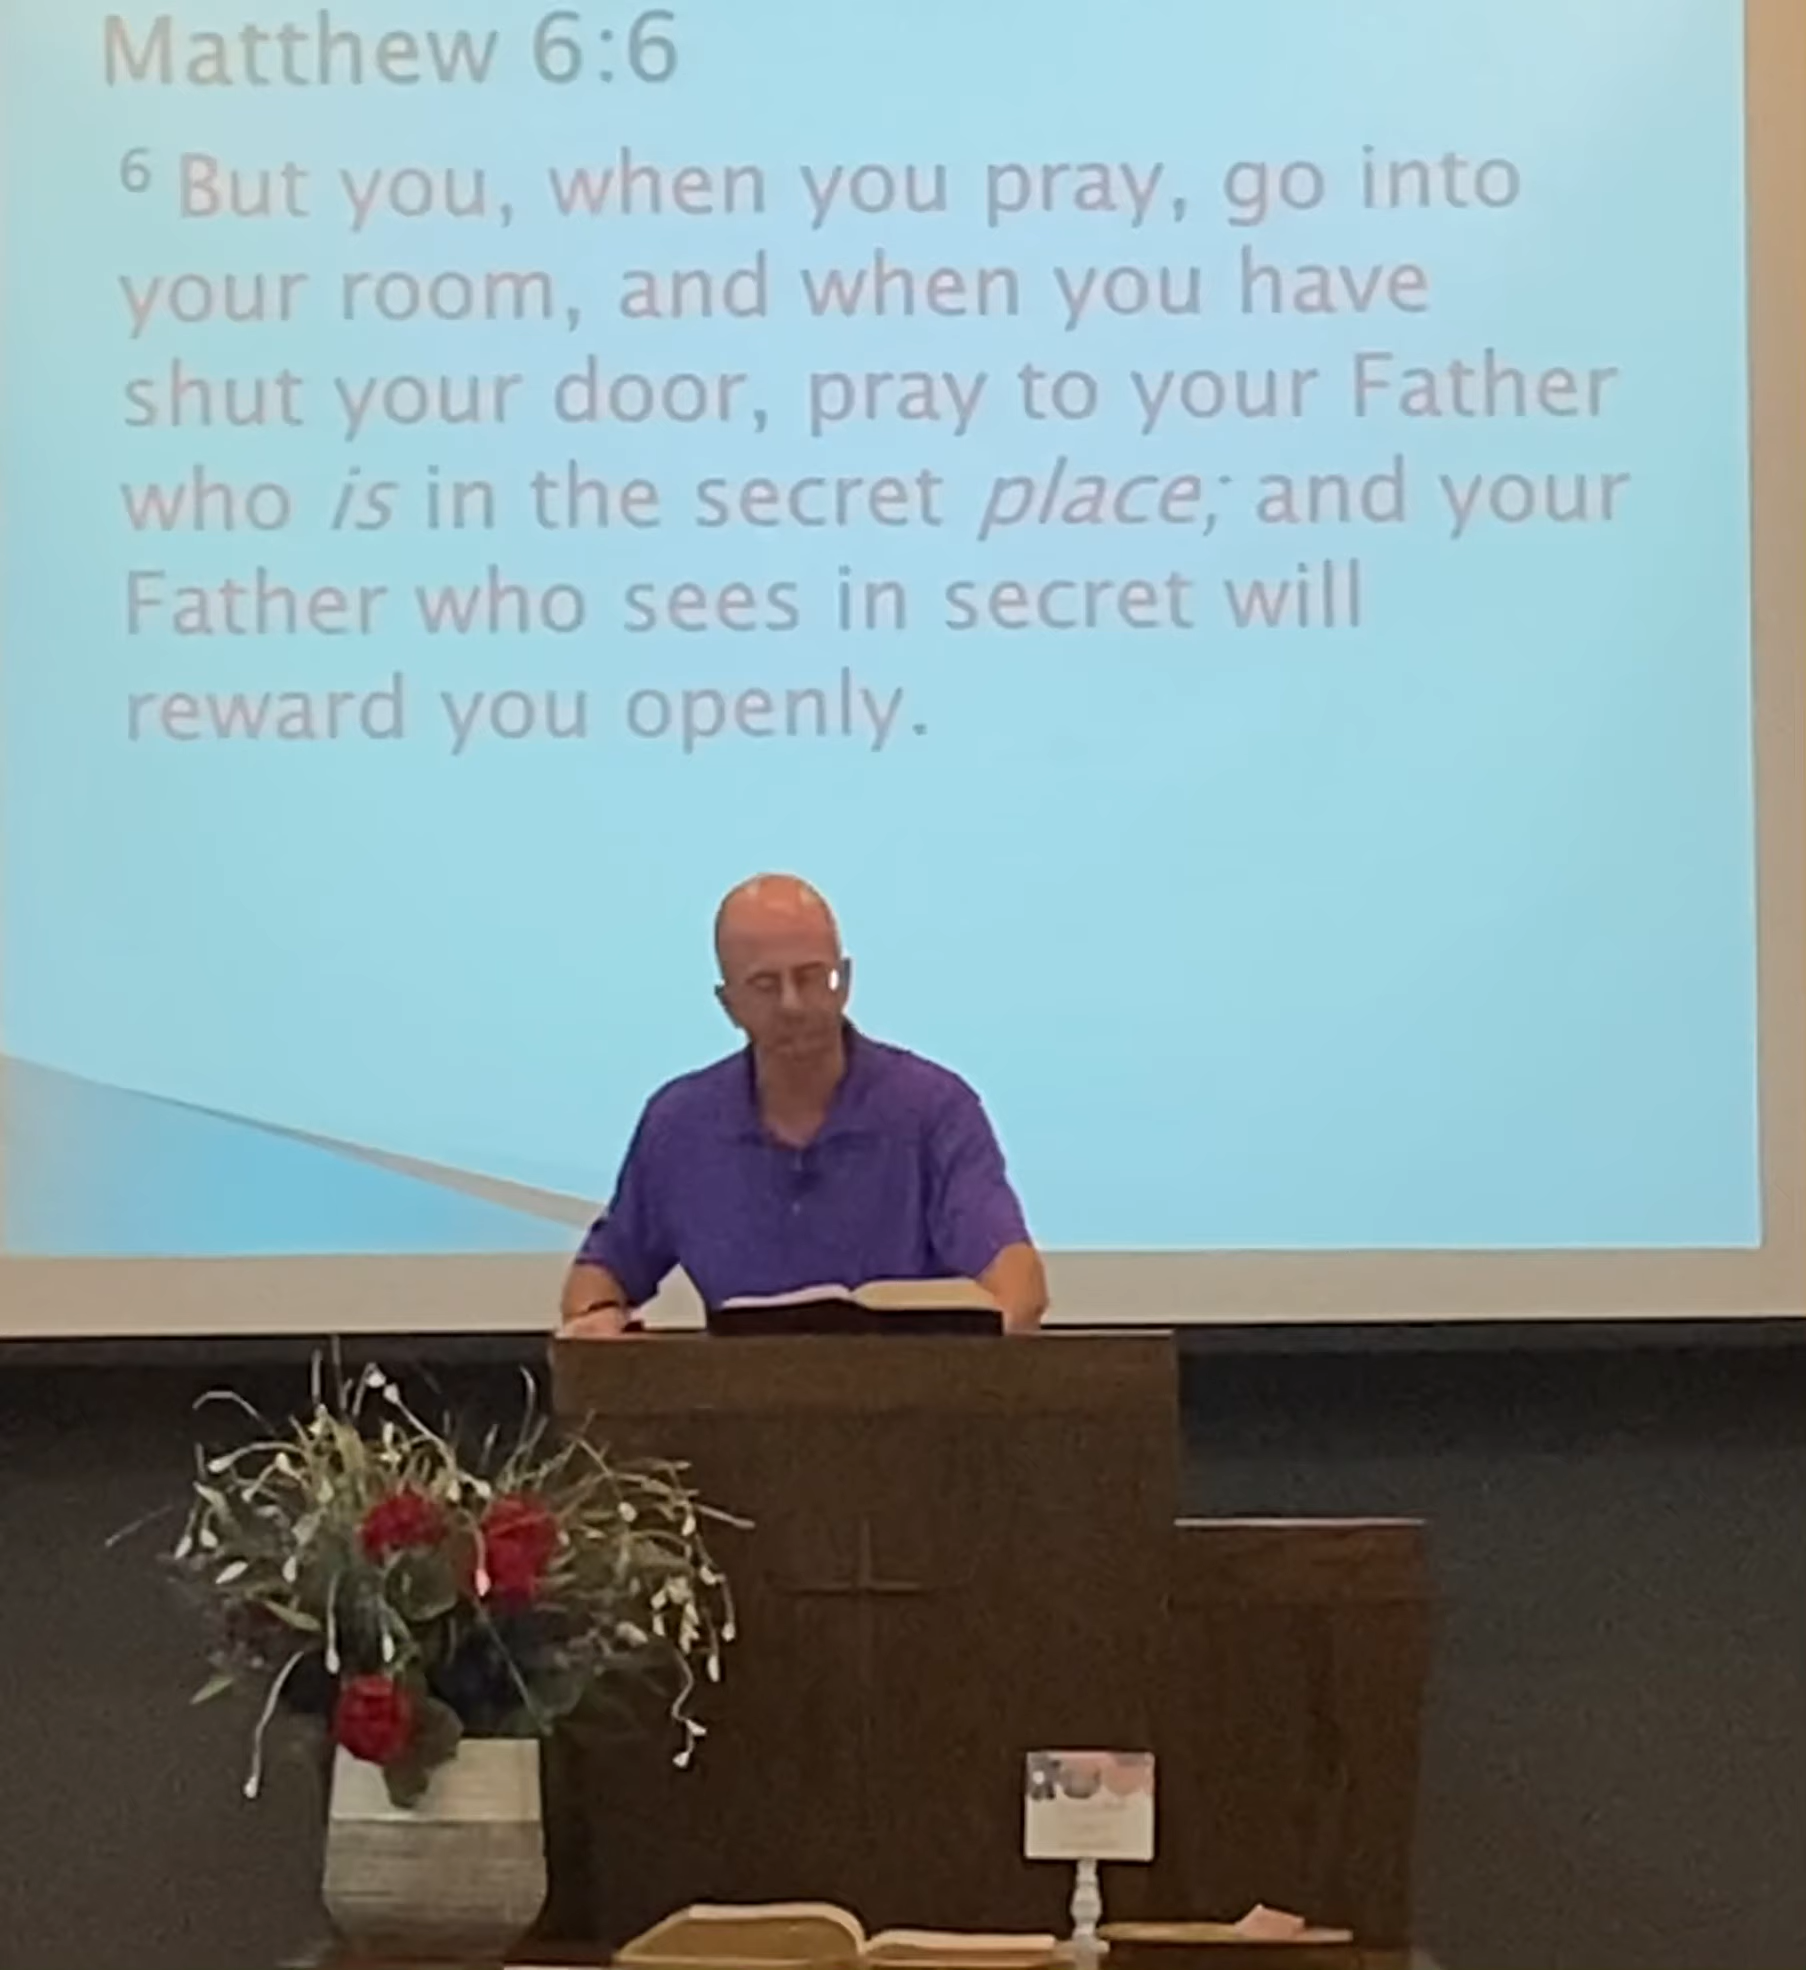 Matthew 6:6
6 But you, when you pray, go into
your room, and when you have
shut your door, pray to your Father
who is in the secret place; and your
Father who sees in secret will
reward you openly.